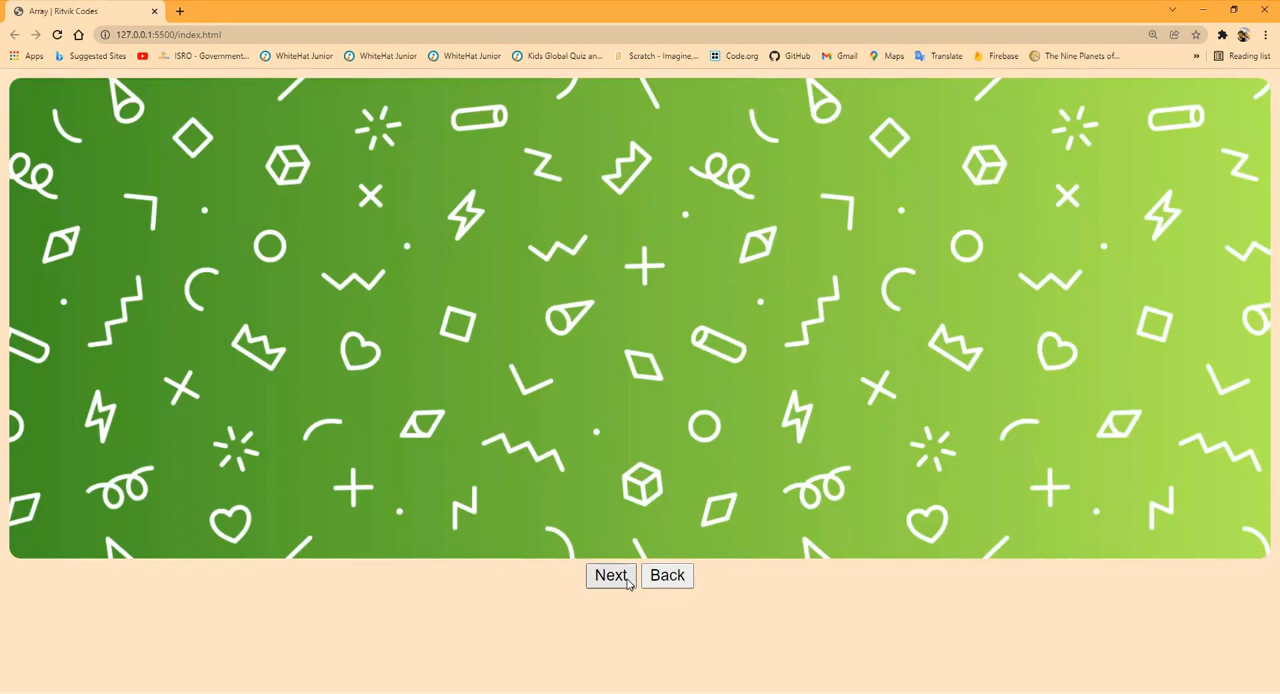 Array | Ritvik Codes
127.0.0.1:5500/index.html
Apps Suggested Sites ISRO - Government... WhiteHat Junior WhiteHat Junior WhiteHat Junior Kids Global Quiz an... Scratch - Imagine,... Code.org GitHub Gmail Maps Translate Firebase The Nine Planets of... » Reading list
Next Back